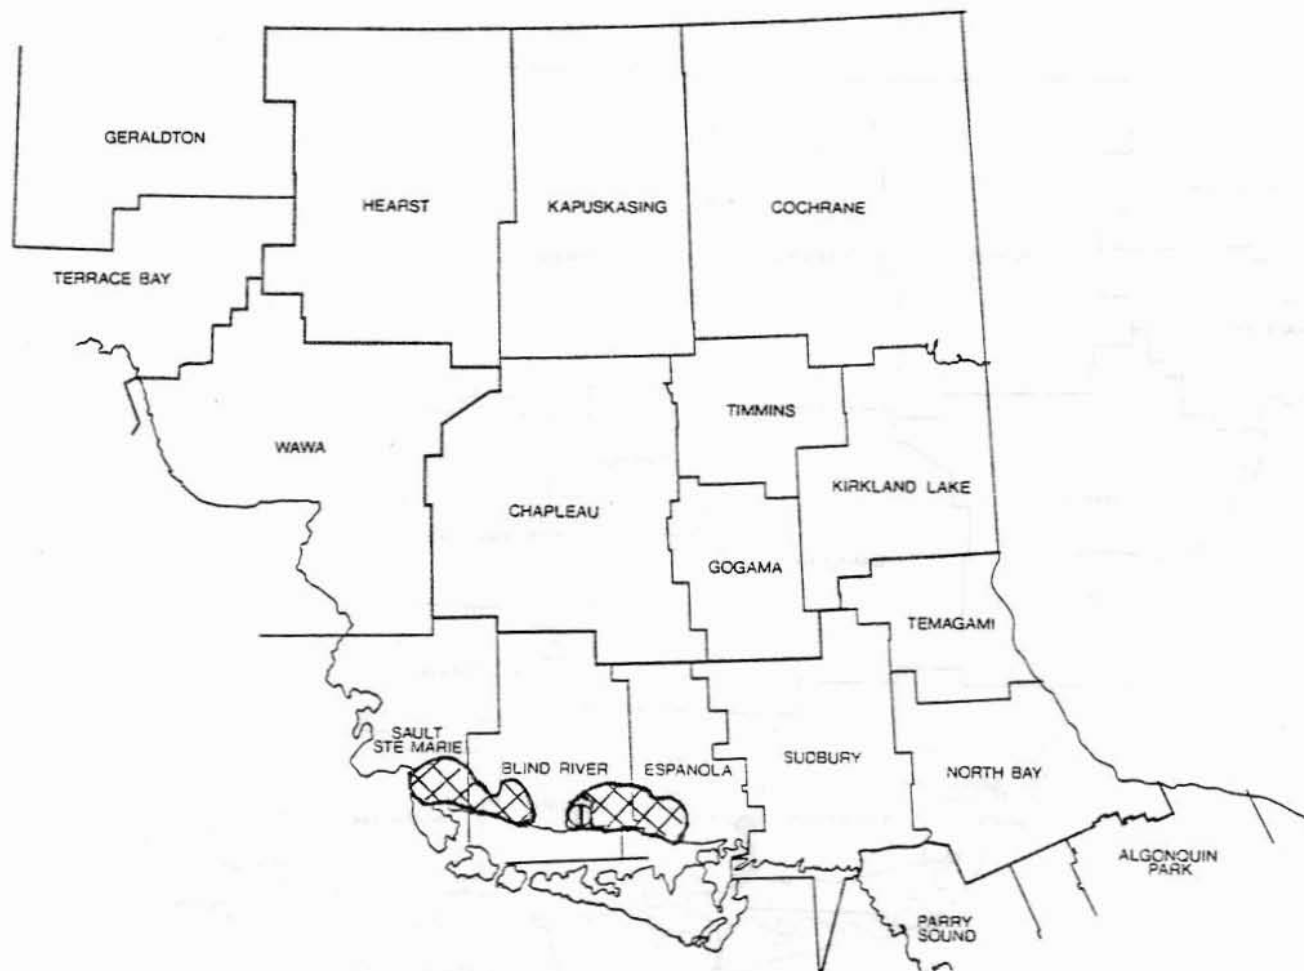 GERALDTON
HEARST
KAPUSKASING
COCHRANE
TERRACE BAY
TIMMINS
WAWA
KIRKLAND LAKE
CHAPLEAU
GOGAMA
TEMAGAMI
SAULT
STE MARIE
BLIND RIVER
ESPANOLA
SUDBURY
NORTH BAY
ALGONQUIN
PARK
PARRY
SOUND